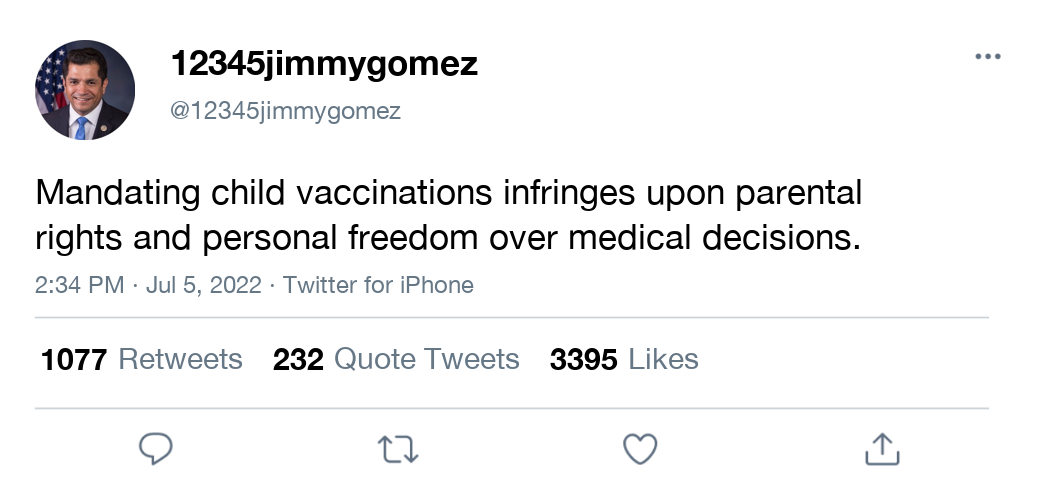 12345jimmygomez
@12345jimmygomez
Mandating child vaccinations infringes upon parental
rights and personal freedom over medical decisions.
2:34 PM · Jul 5, 2022 · Twitter for iPhone
1077 Retweets 232 Quote Tweets 3395 Likes